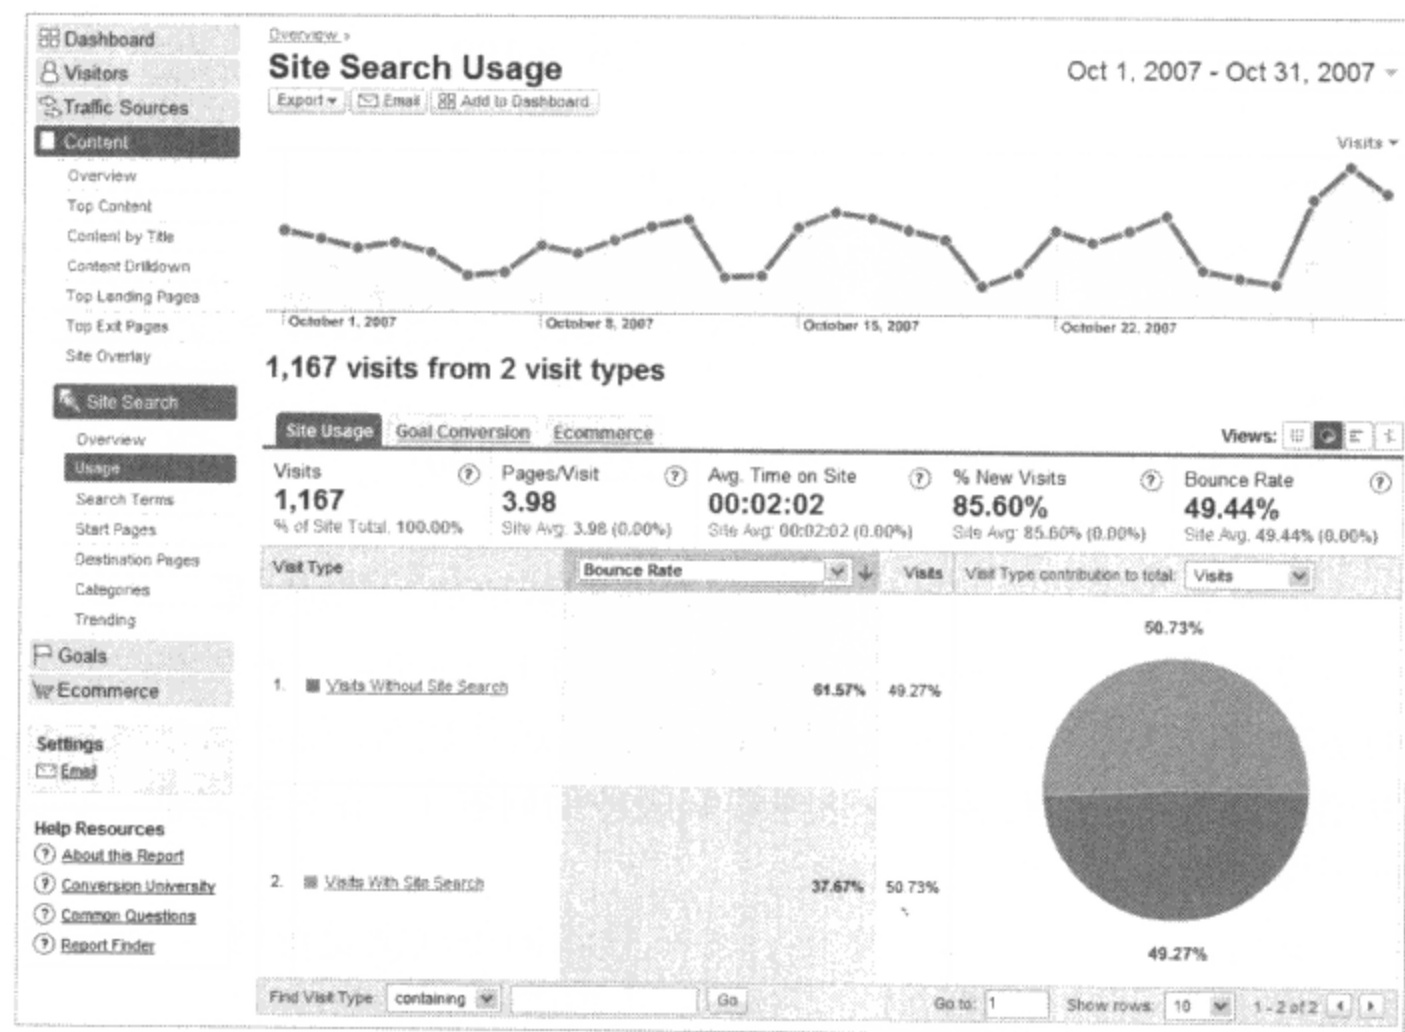 Dashboard
Visitors
Traffic Sources
Content
Overview
Top Content
Content by Title
Content Drilldown
Top Landing Pages
Top Exit Pages
Site Overlay
Site Search
Overview
Usage
Search Terms
Start Pages
Destination Pages
Categories
Trending
Goals
Ecommerce
Settings
Email
Help Resources
About this Report
Conversion University
Common Questions
Report Finder
Overview »
Site Search Usage
Oct 1, 2007 - Oct 31, 2007
Export Email Add to Dashboard
Visits
October 1, 2007 October 8, 2007 October 15, 2007 October 22, 2007
1,167 visits from 2 visit types
Site Usage Goal Conversion Ecommerce Views:
Visits ? Pages/Visit ? Avg. Time on Site ? % New Visits ? Bounce Rate ?
1,167 3.98 00:02:02 85.60% 49.44%
% of Site Total: 100.00% Site Avg: 3.98 (0.00%) Site Avg: 00:02:02 (0.00%) Site Avg: 85.60% (0.00%) Site Avg: 49.44% (0.00%)
Visit Type Bounce Rate Visits Visit Type contribution to total: Visits
50.73%
1. Visits Without Site Search 61.57% 49.27%
2. Visits With Site Search 37.67% 50.73%
49.27%
Find Visit Type: containing Go Go to: 1 Show rows: 10 1 - 2 of 2